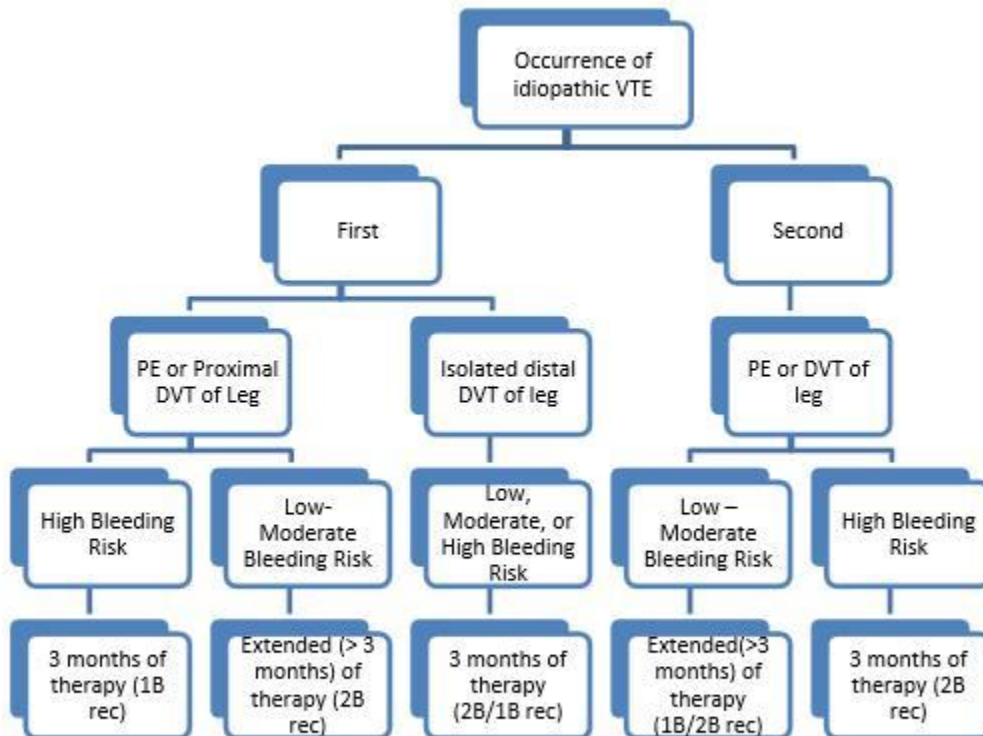 Occurrence of
idiopathic VTE
First
Second
PE or Proximal
DVT of Leg
Isolated distal
DVT of leg
PE or DVT of
leg
High Bleeding
Risk
Low-
Moderate
Bleeding Risk
Low,
Moderate, or
High Bleeding
Risk
Low –
Moderate
Bleeding Risk
High Bleeding
Risk
3 months of
therapy (1B
rec)
Extended (> 3
months) of
therapy (2B
rec)
3 months of
therapy
(2B/1B rec)
Extended(>3
months) of
therapy
(1B/2B rec)
3 months of
therapy (2B
rec)